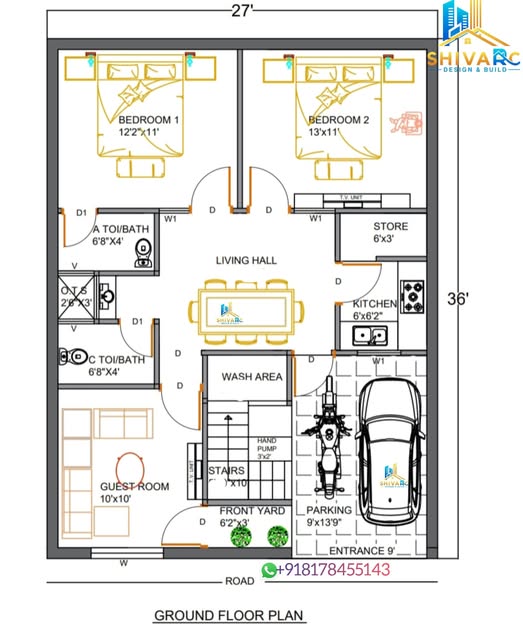 27'
SHIVARC
DESIGN & BUILD
BEDROOM 1
12'2"x11'
BEDROOM 2
13'x11'
T.V. UNIT
D1
W1
D
D
W1
A TOI/BATH
6'8"X4'
STORE
6'x3'
V
LIVING HALL
O.T.S
2'6"X3'
D
KITCHEN
6'x6'2"
36'
SHIVARC
V
D1
C TOI/BATH
6'8"X4'
D
D
W1
WASH AREA
D
HAND
PUMP
3'x2'
T.V. UNIT
STAIRS
x10
GUEST ROOM
10'x10'
SHIVARC
FRONT YARD
6'2"x3'
D
PARKING
9'x13'9"
ENTRANCE 9'
W
+918178455143
ROAD
GROUND FLOOR PLAN